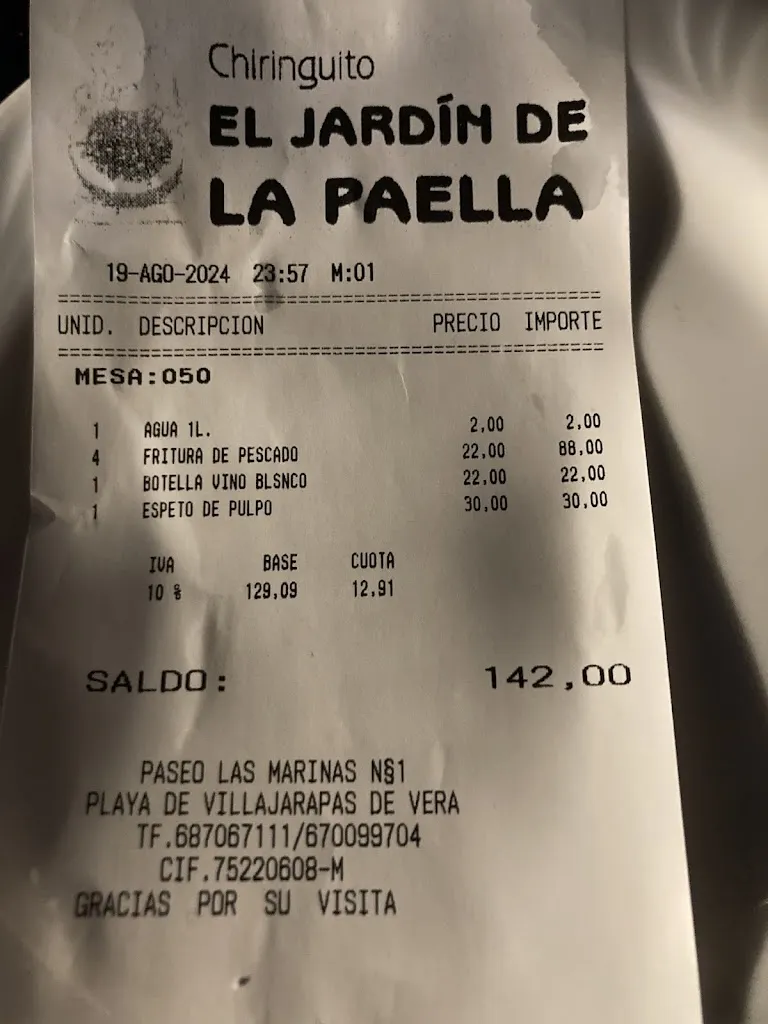 Chiringuito
EL JARDÍN DE
LA PAELLA
19-AGO-2024 23:57 M:01
UNID. DESCRIPCION PRECIO IMPORTE
MESA:050
1 AGUA 1L. 2,00 2,00
4 FRITURA DE PESCADO 22,00 88,00
1 BOTELLA VINO BLSNCO 22,00 22,00
1 ESPETO DE PULPO 30,00 30,00
IVA BASE CUOTA
10 % 129,09 12,91
SALDO: 142,00
PASEO LAS MARINAS N§1
PLAYA DE VILLAJARAPAS DE VERA
TF.687067111/670099704
CIF.75220608-M
GRACIAS POR SU VISITA